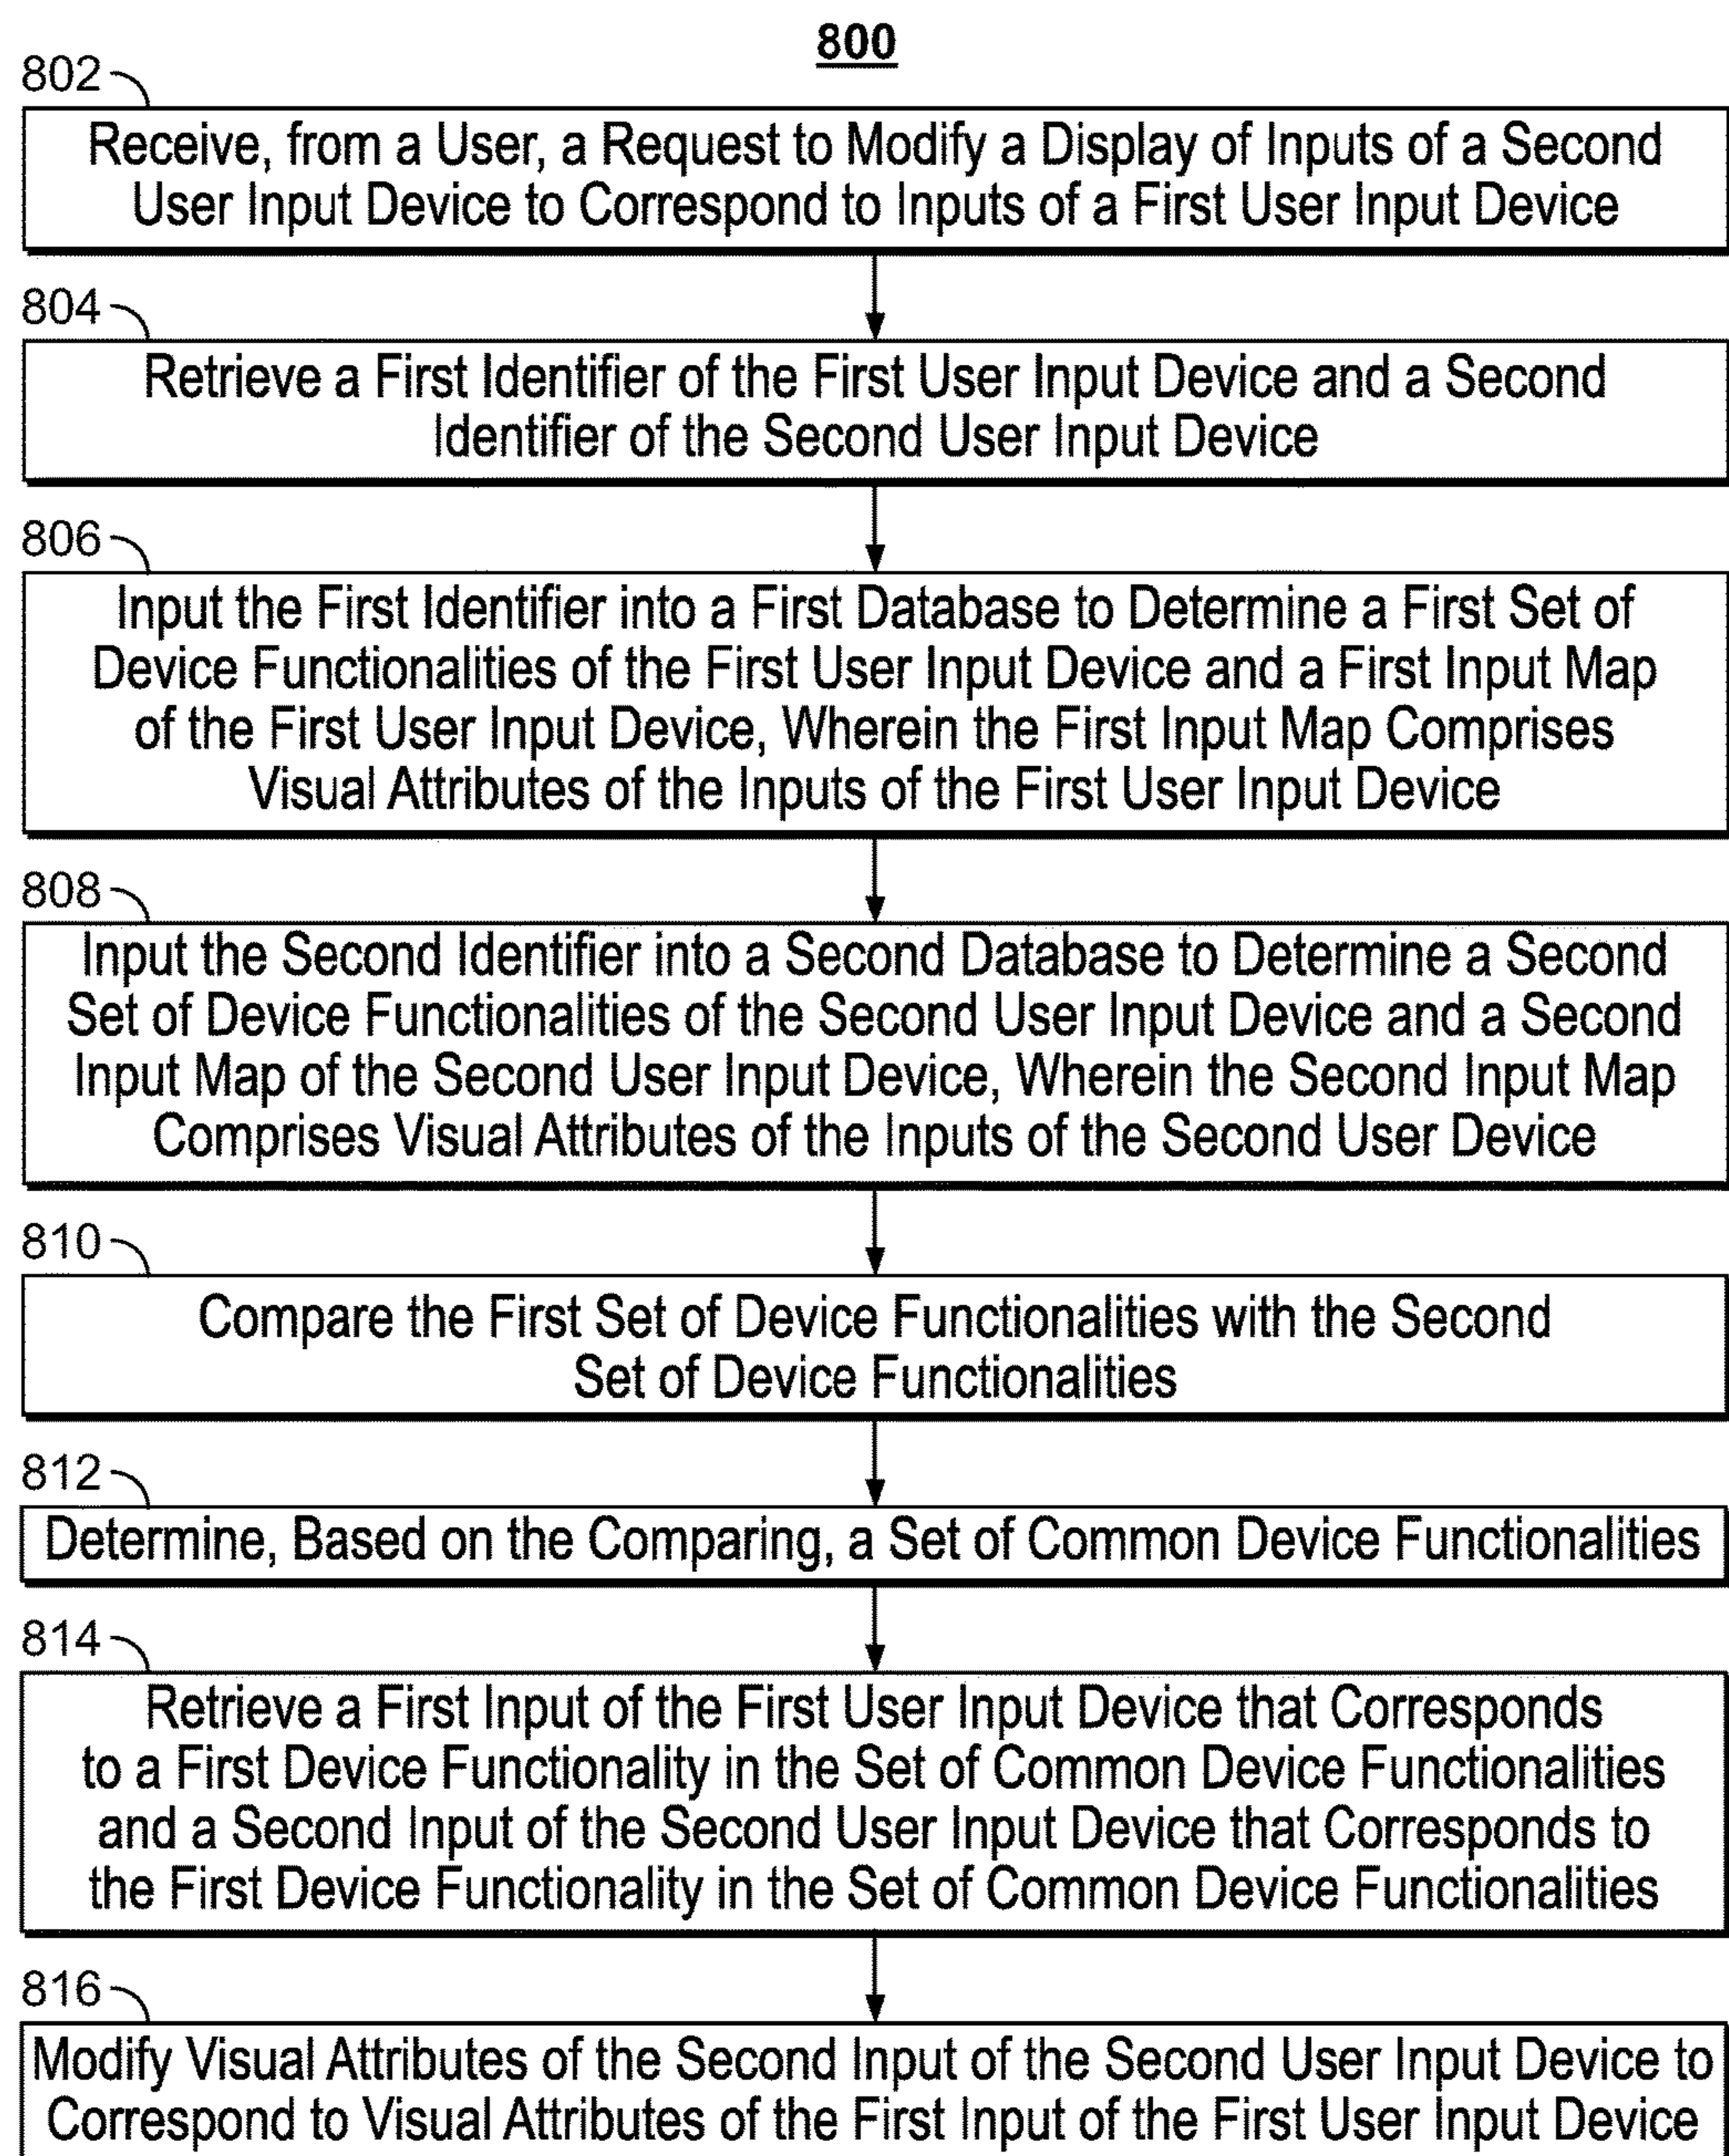 800
802
Receive, from a User, a Request to Modify a Display of Inputs of a Second
User Input Device to Correspond to Inputs of a First User Input Device
804
Retrieve a First Identifier of the First User Input Device and a Second
Identifier of the Second User Input Device
806
Input the First Identifier into a First Database to Determine a First Set of
Device Functionalities of the First User Input Device and a First Input Map
of the First User Input Device, Wherein the First Input Map Comprises
Visual Attributes of the Inputs of the First User Input Device
808
Input the Second Identifier into a Second Database to Determine a Second
Set of Device Functionalities of the Second User Input Device and a Second
Input Map of the Second User Input Device, Wherein the Second Input Map
Comprises Visual Attributes of the Inputs of the Second User Device
810
Compare the First Set of Device Functionalities with the Second
Set of Device Functionalities
812
Determine, Based on the Comparing, a Set of Common Device Functionalities
814
Retrieve a First Input of the First User Input Device that Corresponds
to a First Device Functionality in the Set of Common Device Functionalities
and a Second Input of the Second User Input Device that Corresponds to
the First Device Functionality in the Set of Common Device Functionalities
816
Modify Visual Attributes of the Second Input of the Second User Input Device to
Correspond to Visual Attributes of the First Input of the First User Input Device